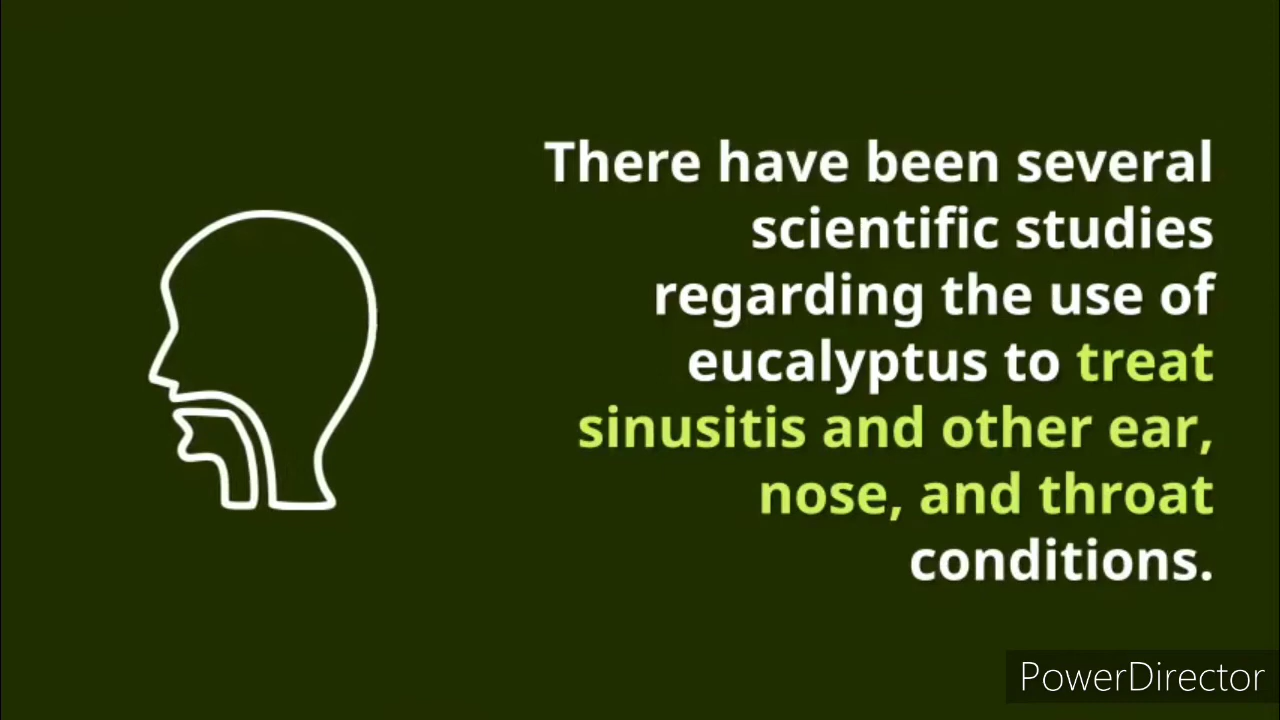 There have been several
scientific studies
regarding the use of
eucalyptus to treat
sinusitis and other ear,
nose, and throat
conditions.
PowerDirector